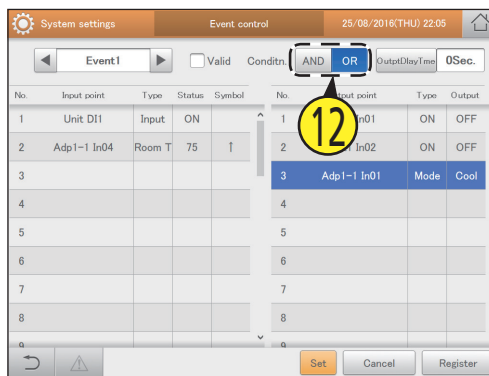 System settings Event control 25/08/2016(THU) 22:05
Event1 Valid Conditn. AND OR OutptDlayTme 0Sec.
No. Input point Type Status Symbol No. tput point Type Output
1 Unit DI1 Input ON 1 In01 ON OFF
2 Adp1-1 In04 Room T 75 ↑ 2 In02 ON OFF
12
3 3 Adp1-1 In01 Mode Cool
4 4
5 5
6 6
7 7
8 8
9 9
Set Cancel Register